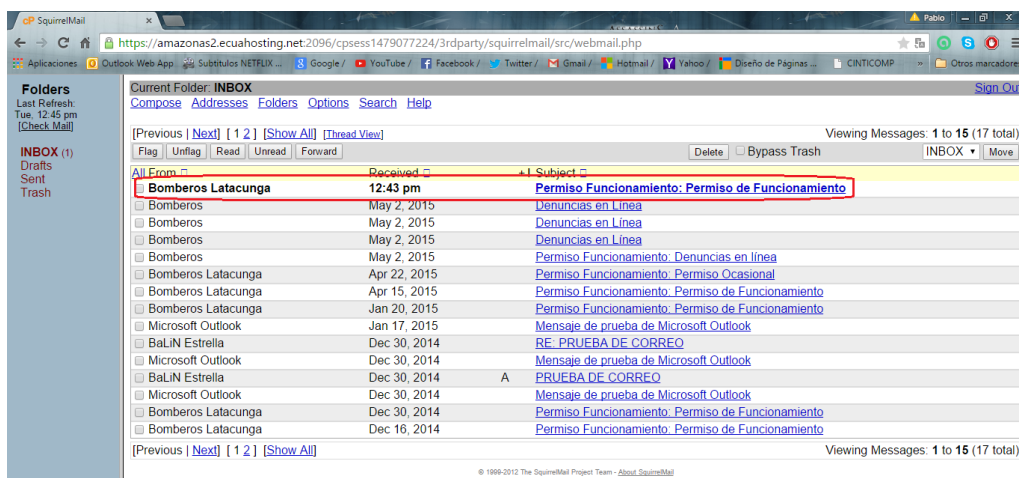 cP SquirrelMail
Pablo
https://amazonas2.ecuahosting.net:2096/cpsess1479077224/3rdparty/squirrelmail/src/webmail.php
Aplicaciones Outlook Web App Subtitulos NETFLIX ... Google / YouTube / Facebook / Twitter / Gmail / Hotmail / Yahoo / Diseño de Páginas ... CINTICOMP » Otros marcadores
Folders
Last Refresh:
Tue, 12:45 pm
[Check Mail]
INBOX (1)
Drafts
Sent
Trash
Current Folder: INBOX Sign Ou
Compose Addresses Folders Options Search Help
[Previous | Next] [ 1 2 ] [Show All] [Thread View] Viewing Messages: 1 to 15 (17 total)
Flag Unflag Read Unread Forward Delete Bypass Trash INBOX Move
All From Received + ! Subject
Bomberos Latacunga 12:43 pm Permiso Funcionamiento: Permiso de Funcionamiento
Bomberos May 2, 2015 Denuncias en Línea
Bomberos May 2, 2015 Denuncias en Línea
Bomberos May 2, 2015 Denuncias en Línea
Bomberos May 2, 2015 Permiso Funcionamiento: Denuncias en línea
Bomberos Latacunga Apr 22, 2015 Permiso Funcionamiento: Permiso Ocasional
Bomberos Latacunga Apr 15, 2015 Permiso Funcionamiento: Permiso de Funcionamiento
Bomberos Latacunga Jan 20, 2015 Permiso Funcionamiento: Permiso de Funcionamiento
Microsoft Outlook Jan 17, 2015 Mensaje de prueba de Microsoft Outlook
BaLiN Estrella Dec 30, 2014 RE: PRUEBA DE CORREO
Microsoft Outlook Dec 30, 2014 Mensaje de prueba de Microsoft Outlook
BaLiN Estrella Dec 30, 2014 A PRUEBA DE CORREO
Microsoft Outlook Dec 30, 2014 Mensaje de prueba de Microsoft Outlook
Bomberos Latacunga Dec 30, 2014 Permiso Funcionamiento: Permiso de Funcionamiento
Bomberos Latacunga Dec 16, 2014 Permiso Funcionamiento: Permiso de Funcionamiento
[Previous | Next] [ 1 2 ] [Show All] Viewing Messages: 1 to 15 (17 total)
© 1999-2012 The SquirrelMail Project Team - About SquirrelMail